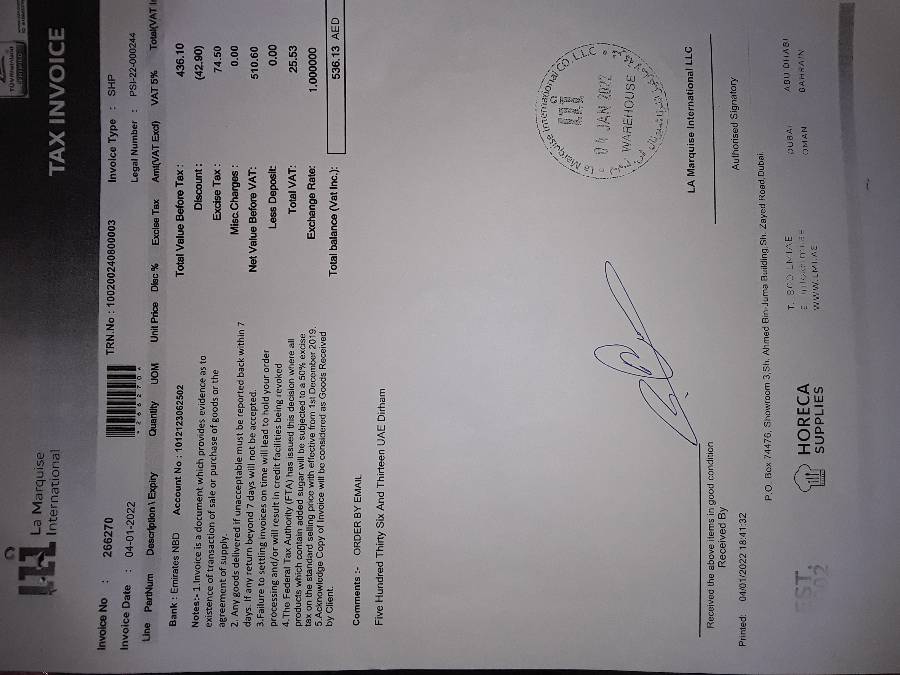 La Marquise
International
TAX INVOICE
Invoice No : 266270 TRN.No : 100200240800003 Invoice Type : SHP
Invoice Date : 04-01-2022 Legal Number : PSI-22-000244
Line PartNum Description \ Expiry Quantity UOM Unit Price Disc % Excise Tax Amt(VAT Excl) VAT 5% Total(VAT
Bank : Emirates NBD Account No : 1012123062502
Total Value Before Tax : 436.10
Discount : (42.90)
Excise Tax : 74.50
Misc.Charges : 0.00
Net Value Before VAT: 510.60
Less Deposit: 0.00
Total VAT: 25.53
Exchange Rate: 1.000000
Total balance (Vat Inc.): 536.13 AED
Notes:- 1.Invoice is a document which provides evidence as to
existence of transaction of sale or purchase of goods or the
agreement of supply.
2. Any goods delivered if unacceptable must be reported back within 7
days. If any return beyond 7 days will not be accepted.
3.Failure to settling invoices on time will lead to hold your order
processing and/or will result in credit facilities being revoked
4.The Federal Tax Authority (FTA) has issued this decision where all
products which contain added sugar will be subjected to a 50% excise
tax on the standard selling price with effective from 1st December 2019.
5.Acknowledge Copy of Invoice will be considered as Goods Received
by Client.
Comments :- ORDER BY EMAIL
Five Hundred Thirty Six And Thirteen UAE Dirham
La Marquise International CO. L.L.C
JAN 2022
WAREHOUSE
LA Marquise International LLC
Received the above items in good condition
Received By
Authorised Signatory
Printed: 04/01/2022 18:41:32
P.O. Box 74476, Showroom 3,Sh. Ahmed Bin Juma Building,Sh. Zayed Road,Dubai
HORECA
SUPPLIES
T. 800 LMIAE
WWW.LMI.AE
DUBAI ABU DHABI
OMAN BAHRAIN